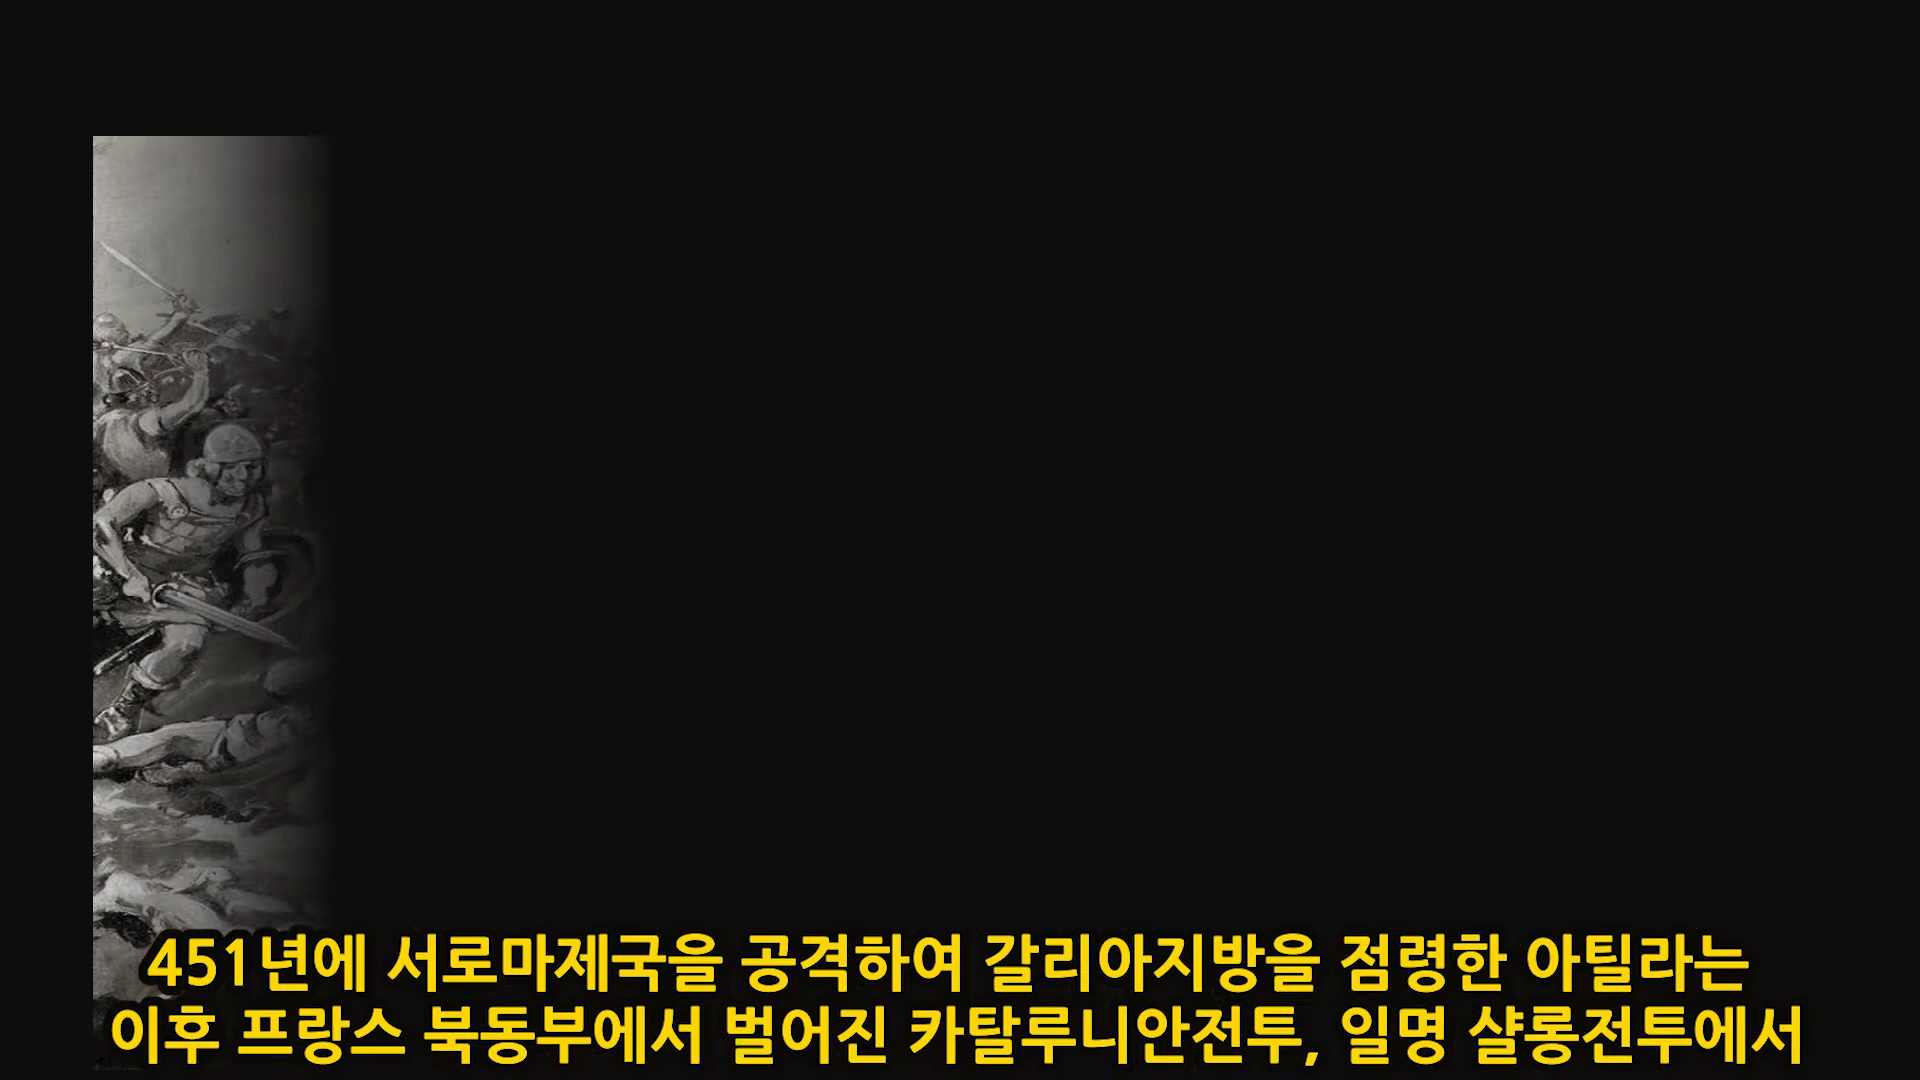 451년에 서로마제국을 공격하여 갈리아지방을 점령한 아틸라는
이후 프랑스 북동부에서 벌어진 카탈루니안전투, 일명 샬롱전투에서